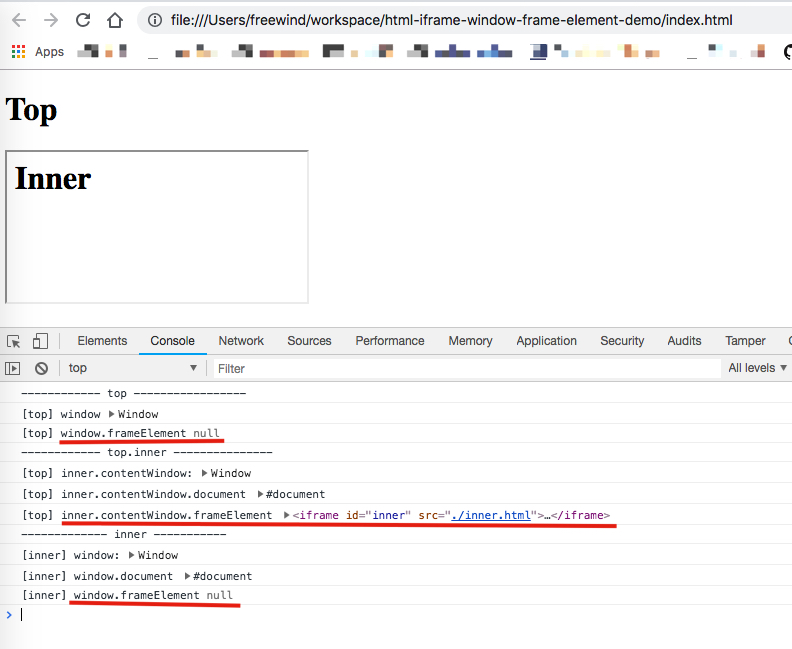 file:///Users/freewind/workspace/html-iframe-window-frame-element-demo/index.html
Apps
Top
Inner
Elements Console Network Sources Performance Memory Application Security Audits Tamper
top ▼ Filter All levels ▼
------------ top -----------------
[top] window ▶Window
[top] window.frameElement null
------------ top.inner ---------------
[top] inner.contentWindow: ▶Window
[top] inner.contentWindow.document ▶#document
[top] inner.contentWindow.frameElement ▶<iframe id="inner" src="./inner.html">…</iframe>
------------- inner -----------
[inner] window: ▶Window
[inner] window.document ▶#document
[inner] window.frameElement null
>